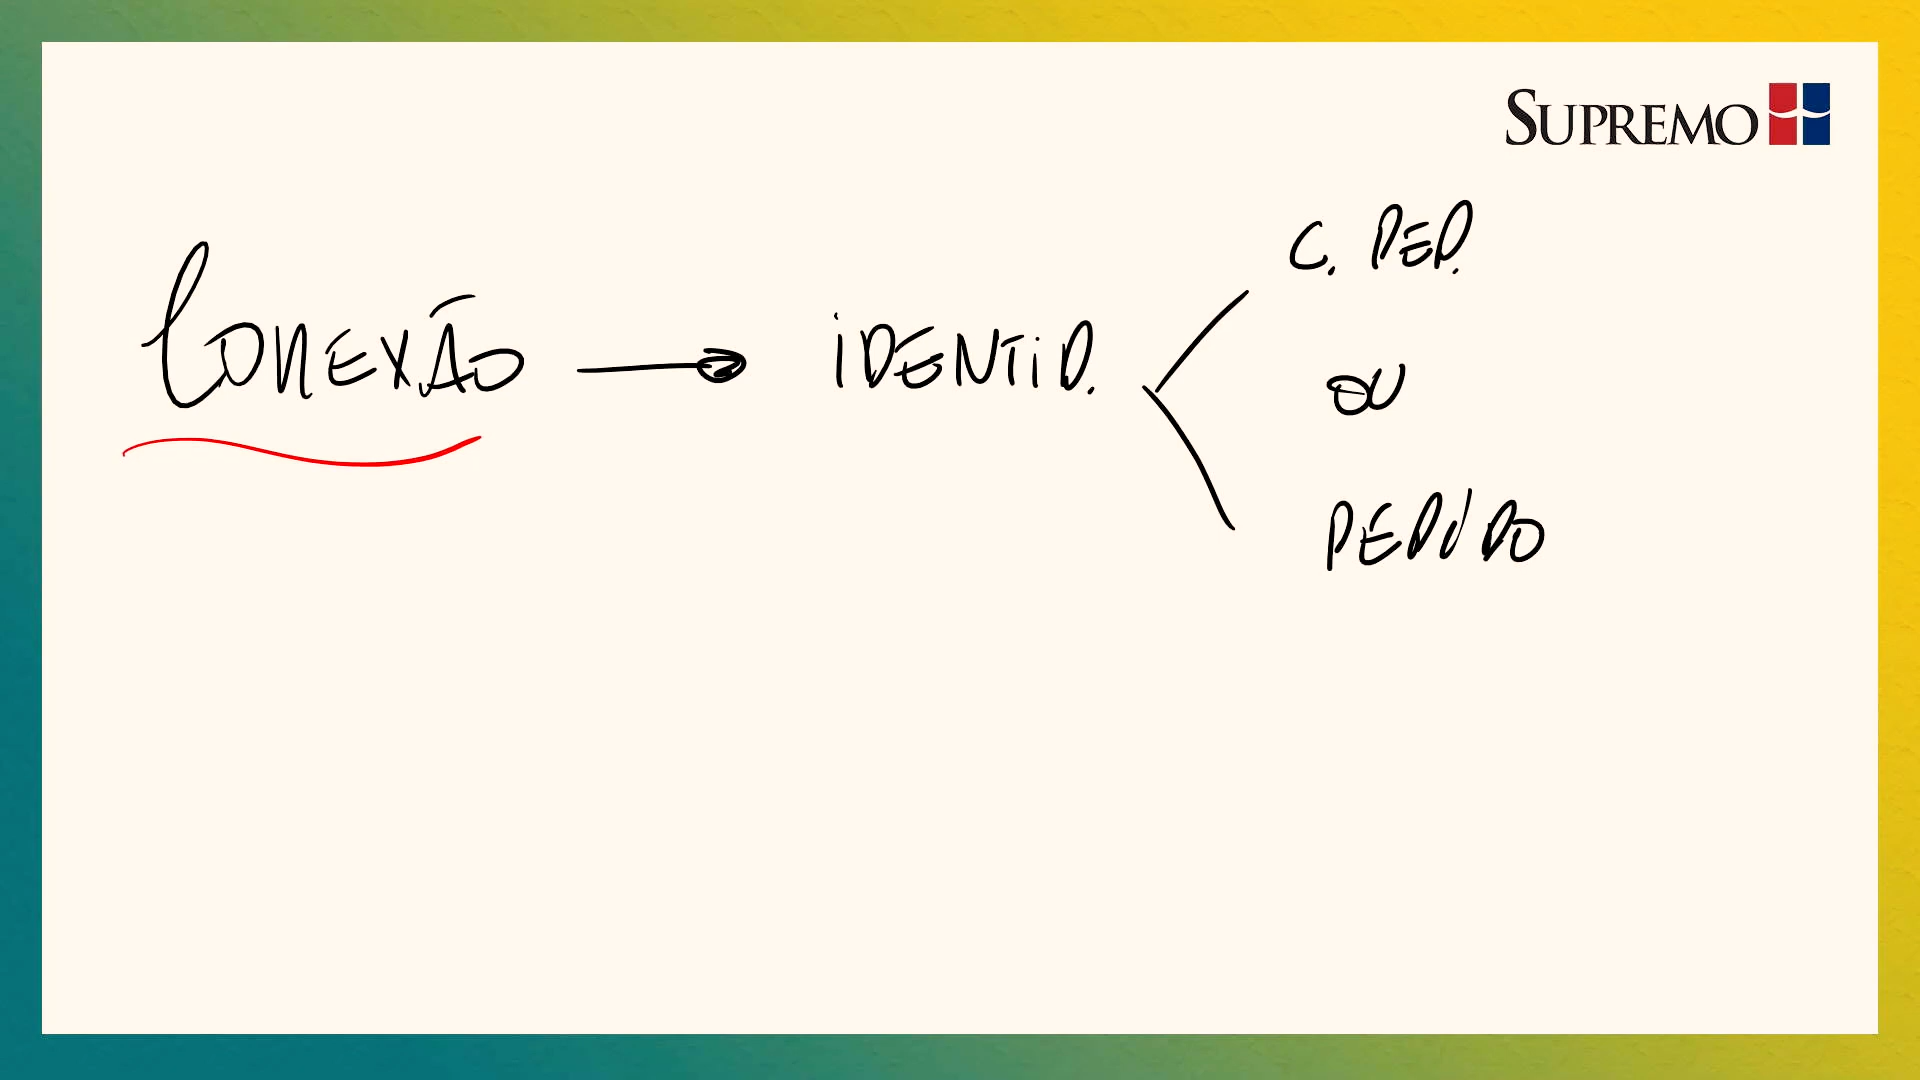 SUPREMO
CONEXÃO → IDENTID.
C. PED.
OU
PEDIDO